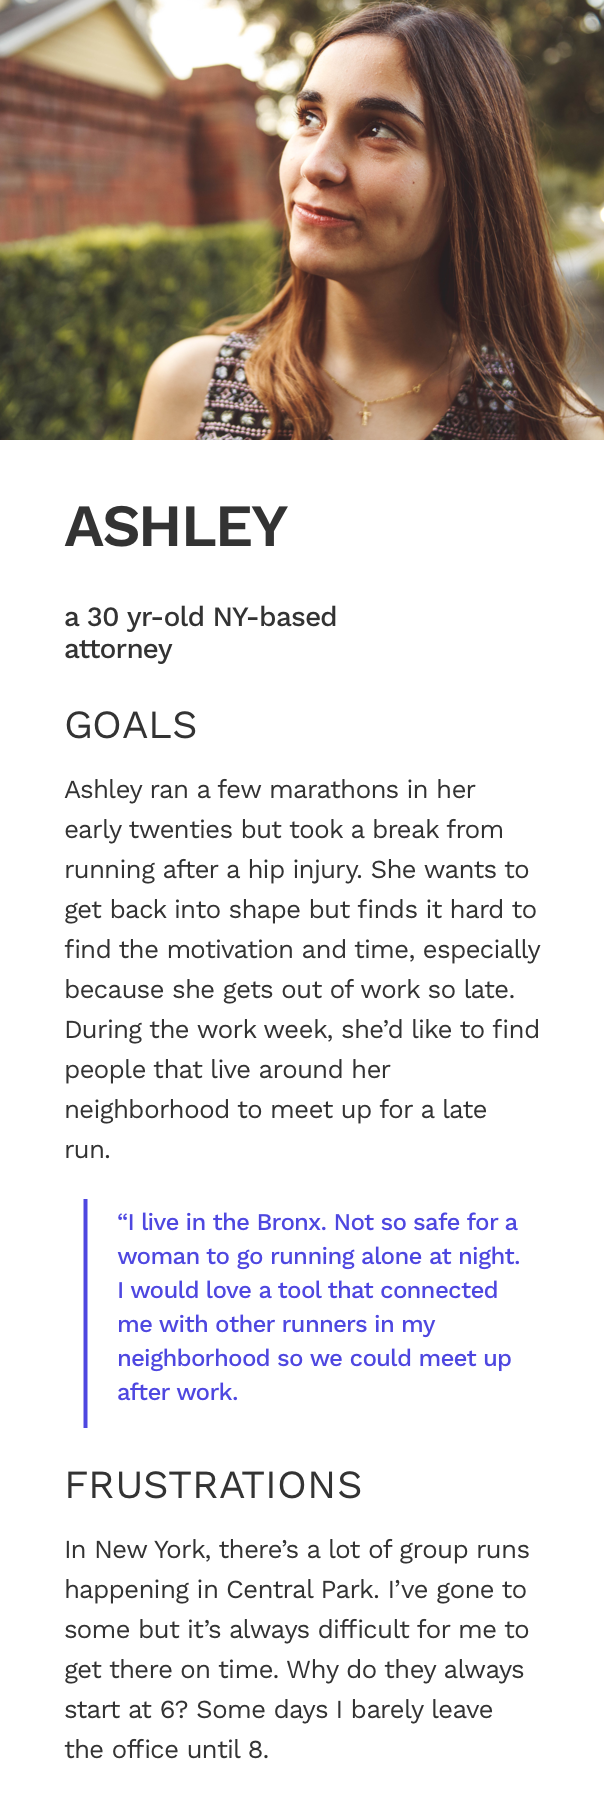 ASHLEY
a 30 yr-old NY-based
attorney
GOALS
Ashley ran a few marathons in her
early twenties but took a break from
running after a hip injury. She wants to
get back into shape but finds it hard to
find the motivation and time, especially
because she gets out of work so late.
During the work week, she’d like to find
people that live around her
neighborhood to meet up for a late
run.
“I live in the Bronx. Not so safe for a
woman to go running alone at night.
I would love a tool that connected
me with other runners in my
neighborhood so we could meet up
after work.
FRUSTRATIONS
In New York, there’s a lot of group runs
happening in Central Park. I’ve gone to
some but it’s always difficult for me to
get there on time. Why do they always
start at 6? Some days I barely leave
the office until 8.